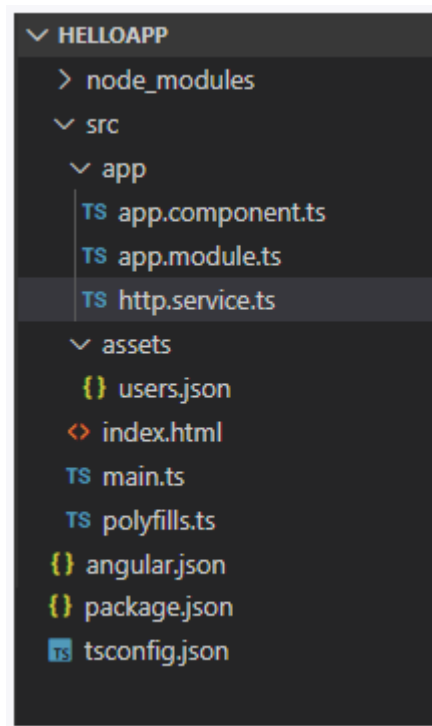 HELLOAPP
node_modules
src
app
TS app.component.ts
TS app.module.ts
TS http.service.ts
assets
{} users.json
<> index.html
TS main.ts
TS polyfills.ts
{} angular.json
{} package.json
TS tsconfig.json